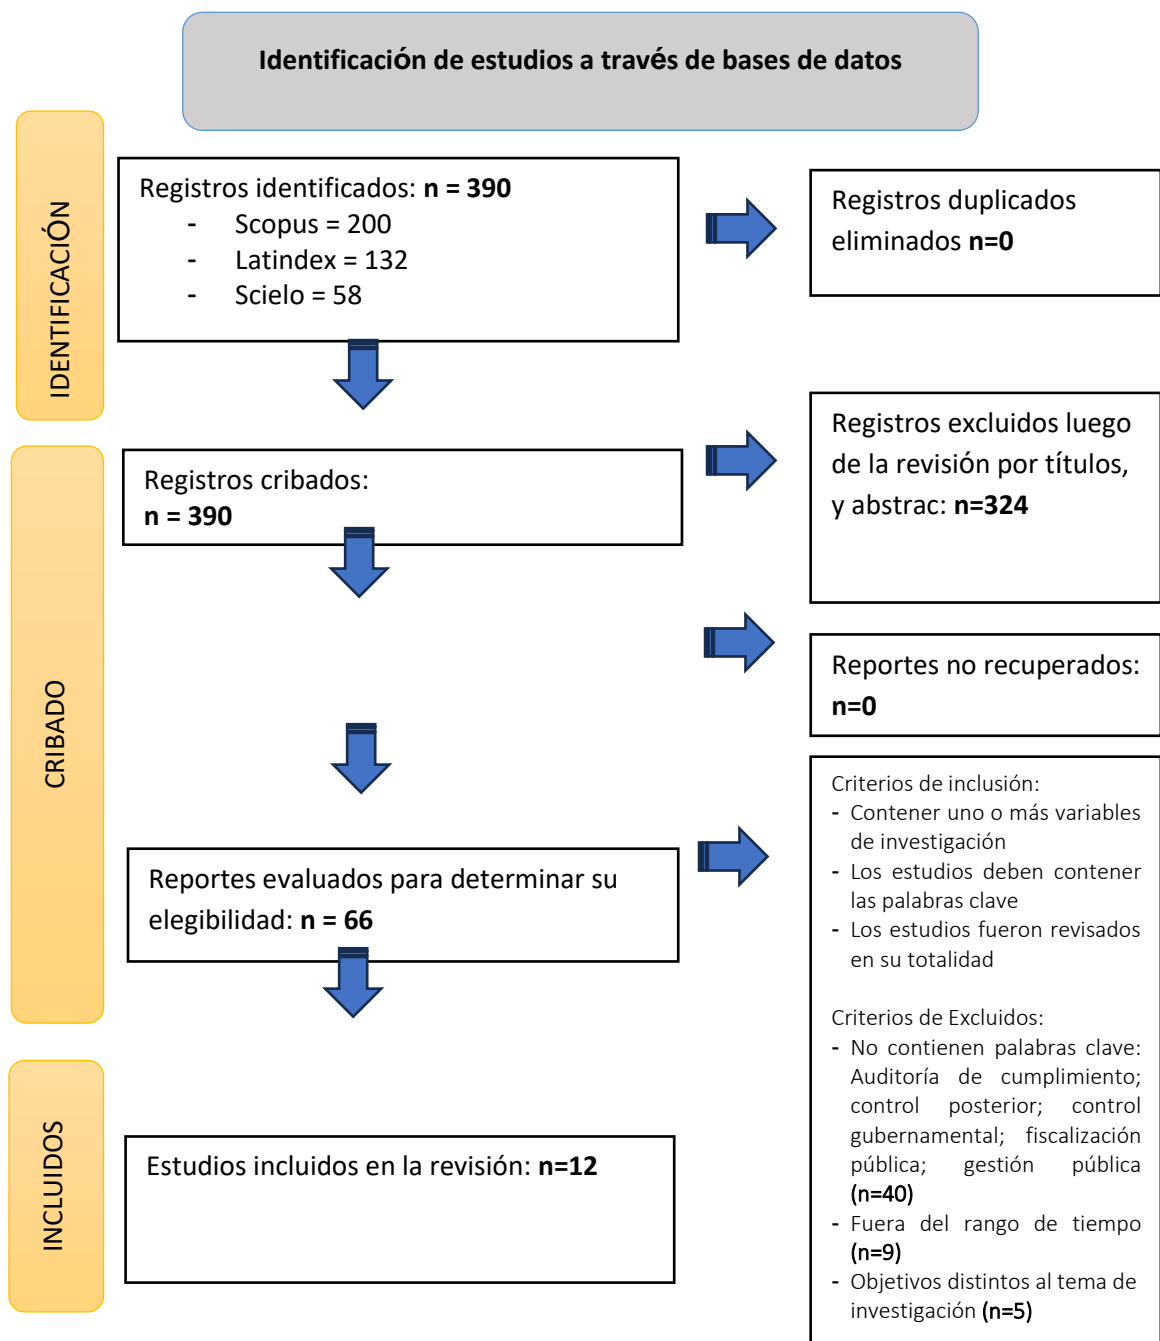 Identificación de estudios a través de bases de datos
IDENTIFICACIÓN
Registros identificados: n = 390
- Scopus = 200
- Latindex = 132
- Scielo = 58
Registros duplicados
eliminados n=0
CRIBADO
Registros cribados:
n = 390
Registros excluidos luego
de la revisión por títulos,
y abstrac: n=324
Reportes no recuperados:
n=0
Reportes evaluados para determinar su
elegibilidad: n = 66
Criterios de inclusión:
- Contener uno o más variables
de investigación
- Los estudios deben contener
las palabras clave
- Los estudios fueron revisados
en su totalidad
Criterios de Excluidos:
- No contienen palabras clave:
Auditoría de cumplimiento;
control posterior; control
gubernamental; fiscalización
pública; gestión pública
(n=40)
- Fuera del rango de tiempo
(n=9)
- Objetivos distintos al tema de
investigación (n=5)
INCLUIDOS
Estudios incluidos en la revisión: n=12